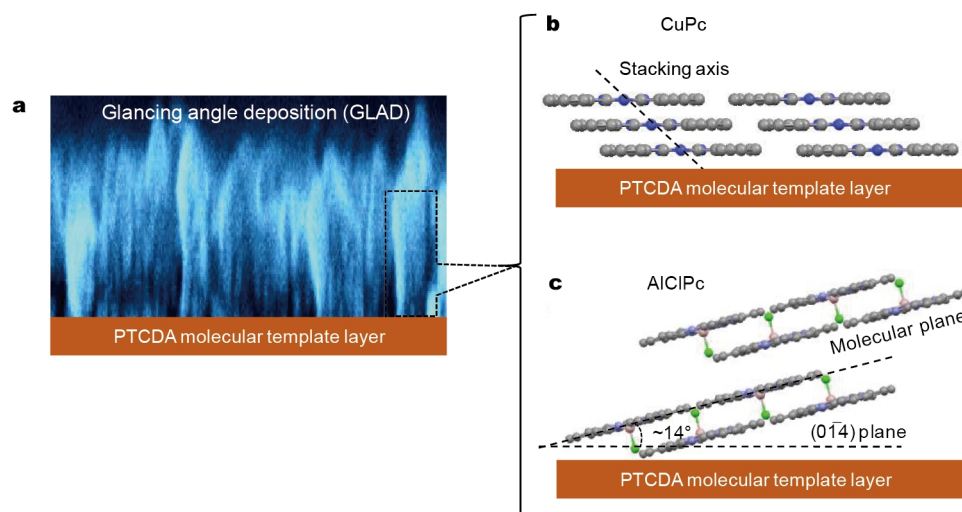 a
Glancing angle deposition (GLAD)
PTCDA molecular template layer
b
CuPc
Stacking axis
PTCDA molecular template layer
c
AlClPc
Molecular plane
~14°
(01̅4) plane
PTCDA molecular template layer